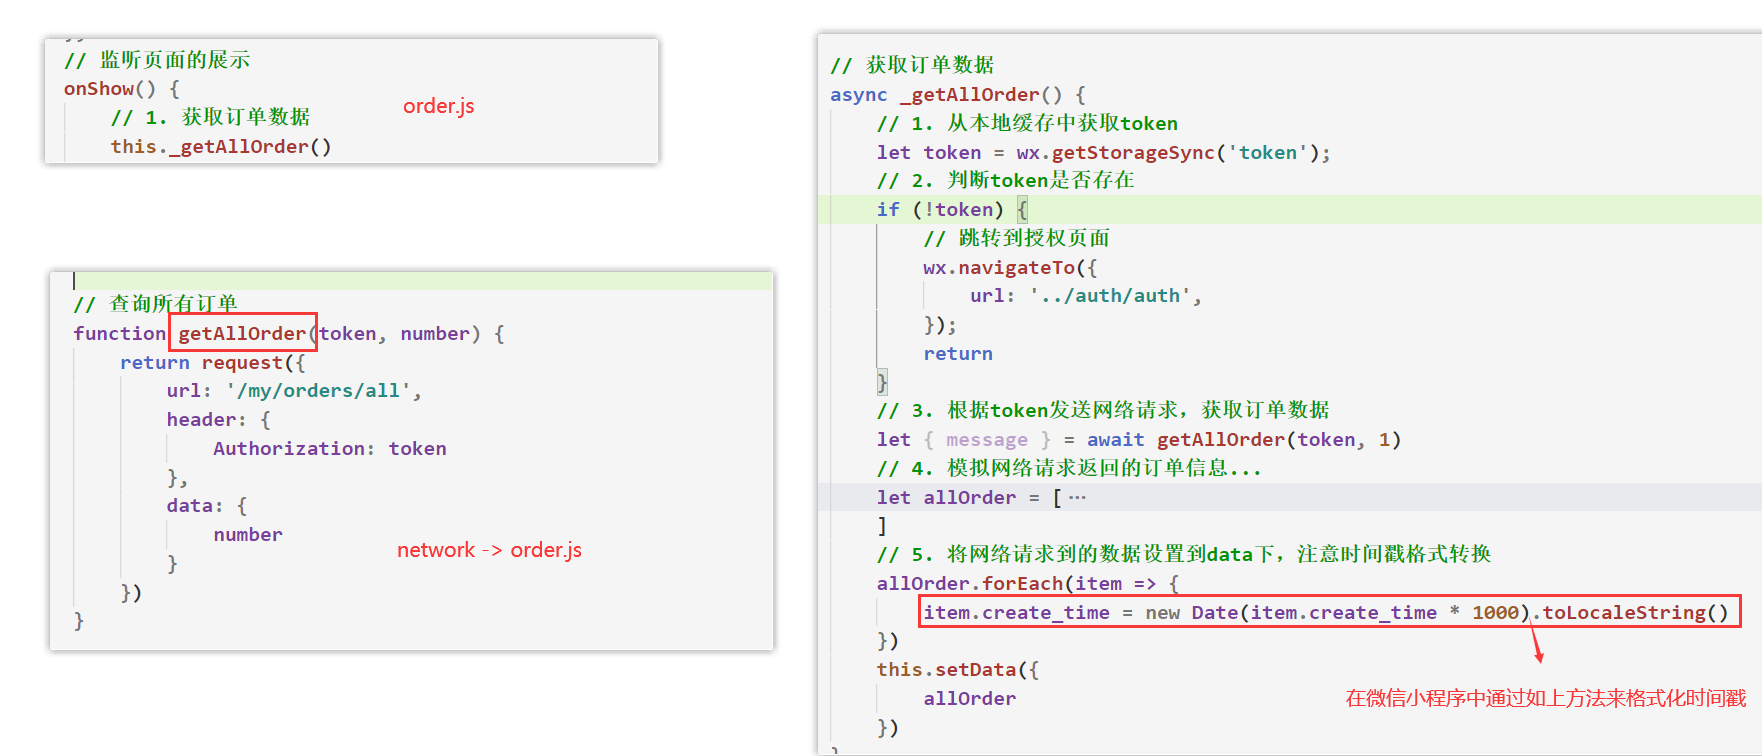 // 监听页面的展示
onShow() {
// 1. 获取订单数据
order.js
this._getAllOrder()
// 查询所有订单
function getAllOrder(token, number) {
return request({
url: '/my/orders/all',
header: {
Authorization: token
},
data: {
number
network -> order.js
}
})
}
// 获取订单数据
async _getAllOrder() {
// 1. 从本地缓存中获取token
let token = wx.getStorageSync('token');
// 2. 判断token是否存在
if (!token) {
// 跳转到授权页面
wx.navigateTo({
url: '../auth/auth',
});
return
}
// 3. 根据token发送网络请求，获取订单数据
let { message } = await getAllOrder(token, 1)
// 4. 模拟网络请求返回的订单信息...
let allOrder = [ ···
]
// 5. 将网络请求到的数据设置到data下，注意时间戳格式转换
allOrder.forEach(item => {
item.create_time = new Date(item.create_time * 1000).toLocaleString()
})
this.setData({
allOrder
})
在微信小程序中通过如上方法来格式化时间戳